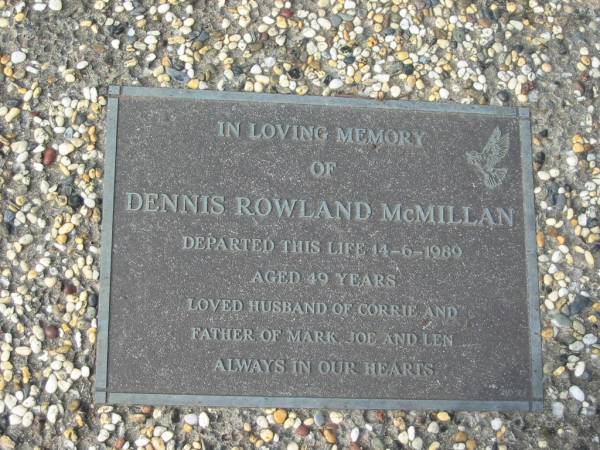 IN LOVING MEMORY
OF
DENNIS ROWLAND McMILLAN
DEPARTED THIS LIFE 14-6-1989
AGED 49 YEARS
LOVED HUSBAND OF CORRIE AND
FATHER OF MARK, JOE AND LEN
ALWAYS IN OUR HEARTS